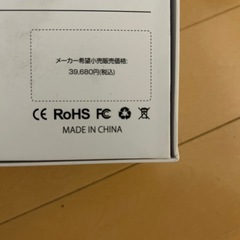 メーカー希望小売販売価格:
39,680円(税込)
CE RoHS FC
MADE IN CHINA